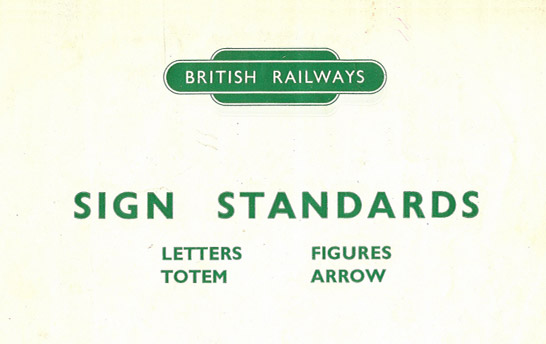 BRITISH RAILWAYS
SIGN STANDARDS
LETTERS FIGURES
TOTEM ARROW